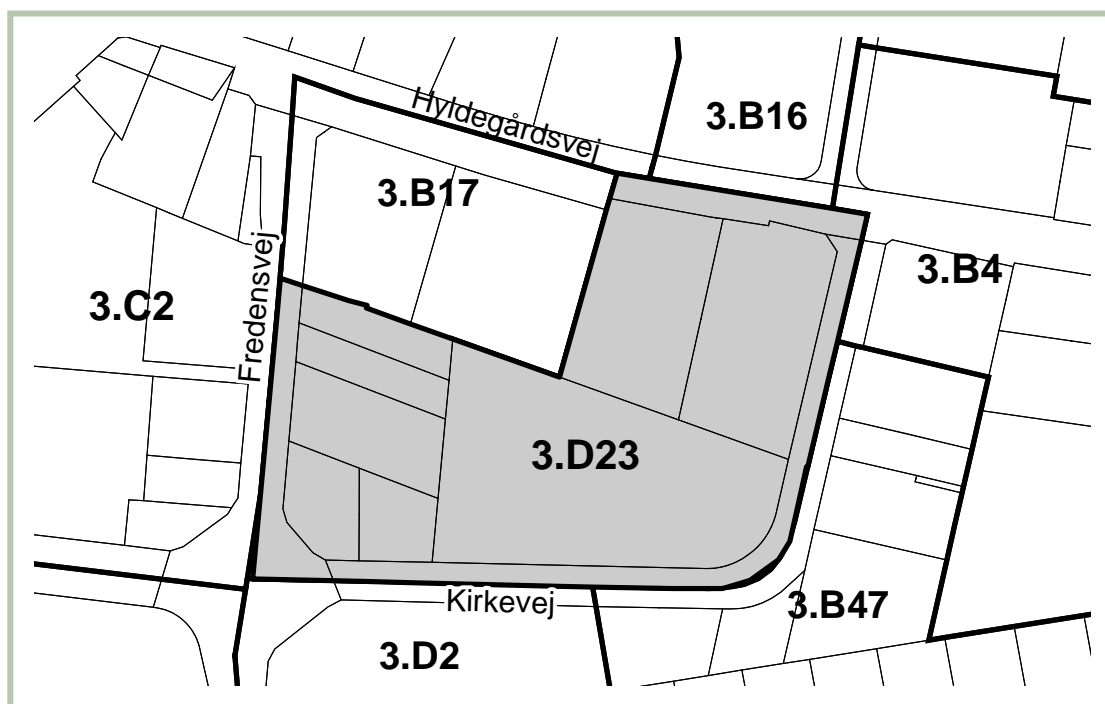 Hyldegårdsvej
3.B16
3.B17
3.B4
Fredensvej
3.C2
3.D23
Kirkevej
3.B47
3.D2